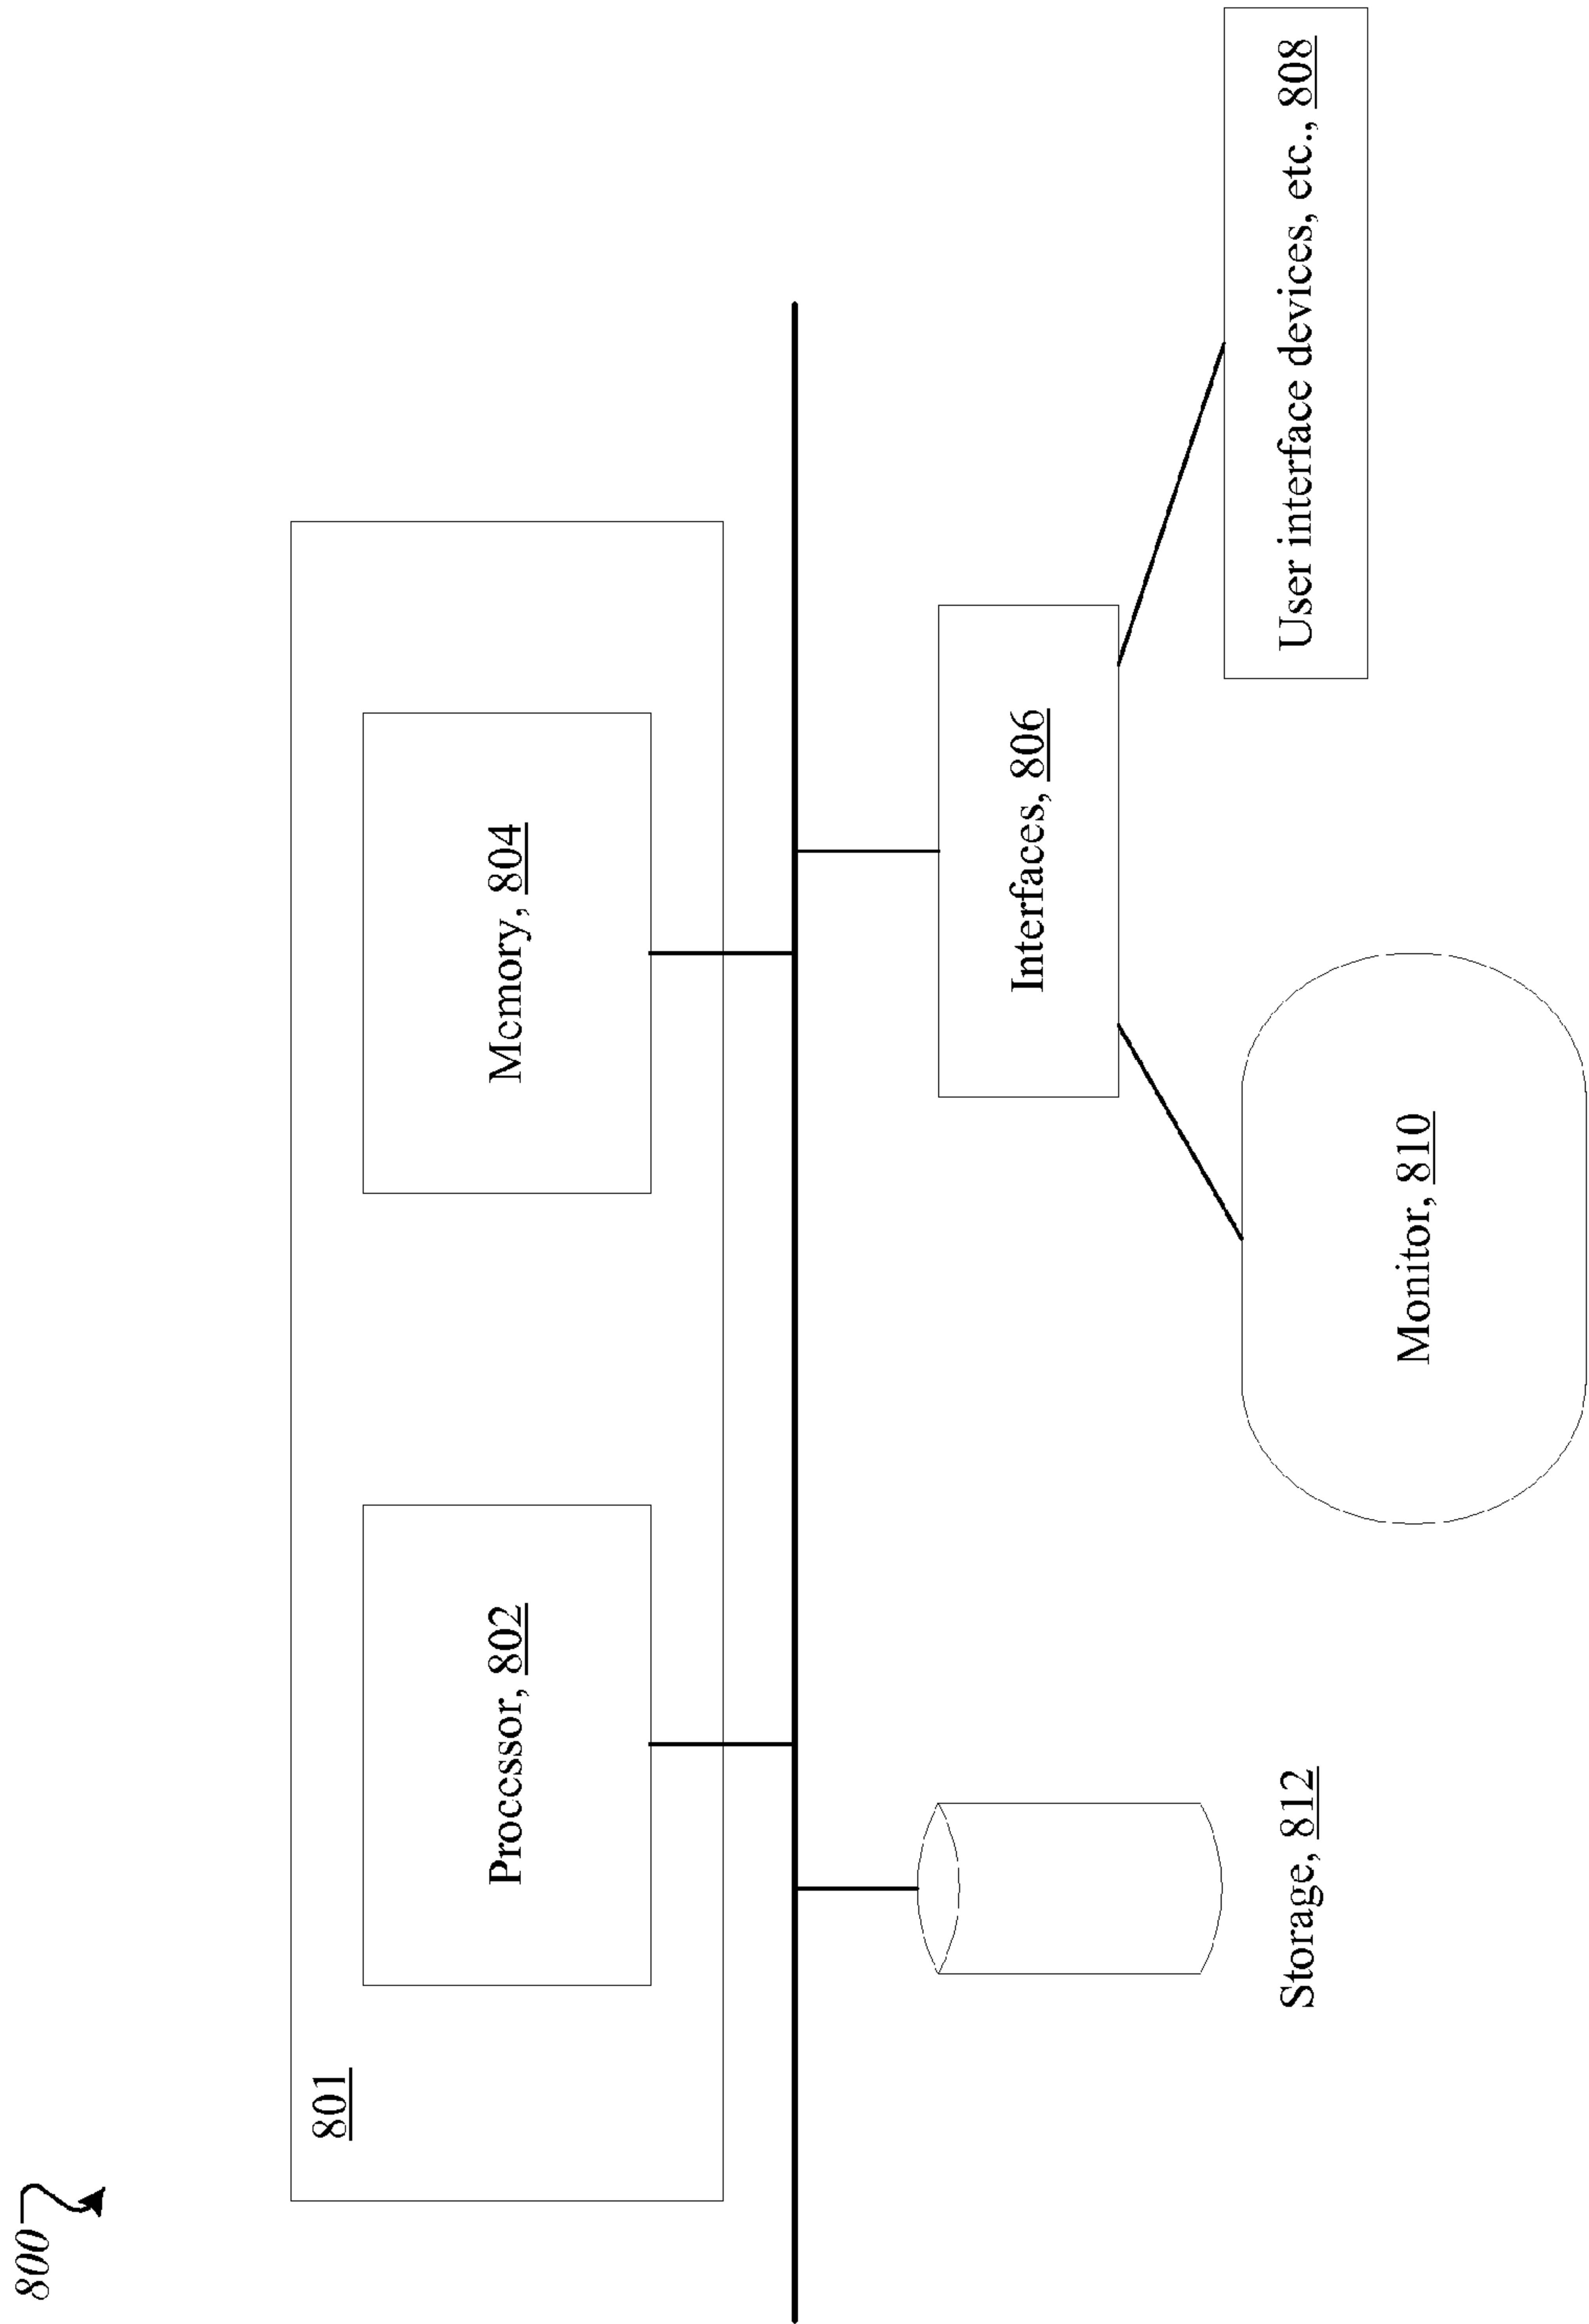 800
801
Processor, 802
Memory, 804
Interfaces, 806
Storage, 812
Monitor, 810
User interface devices, etc., 808